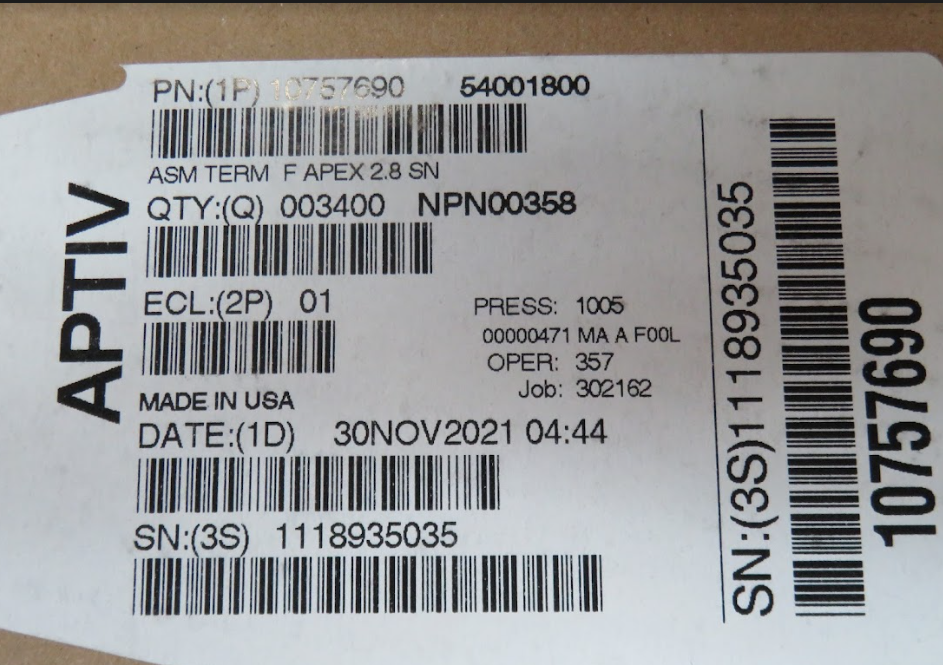 APTIV
PN:(1P) 10757690 54001800
ASM TERM F APEX 2.8 SN
QTY:(Q) 003400 NPN00358
ECL:(2P) 01
PRESS: 1005
00000471 MA A F00L
OPER: 357
Job: 302162
MADE IN USA
DATE:(1D) 30NOV2021 04:44
SN:(3S) 1118935035
SN:(3S)1118935035
10757690